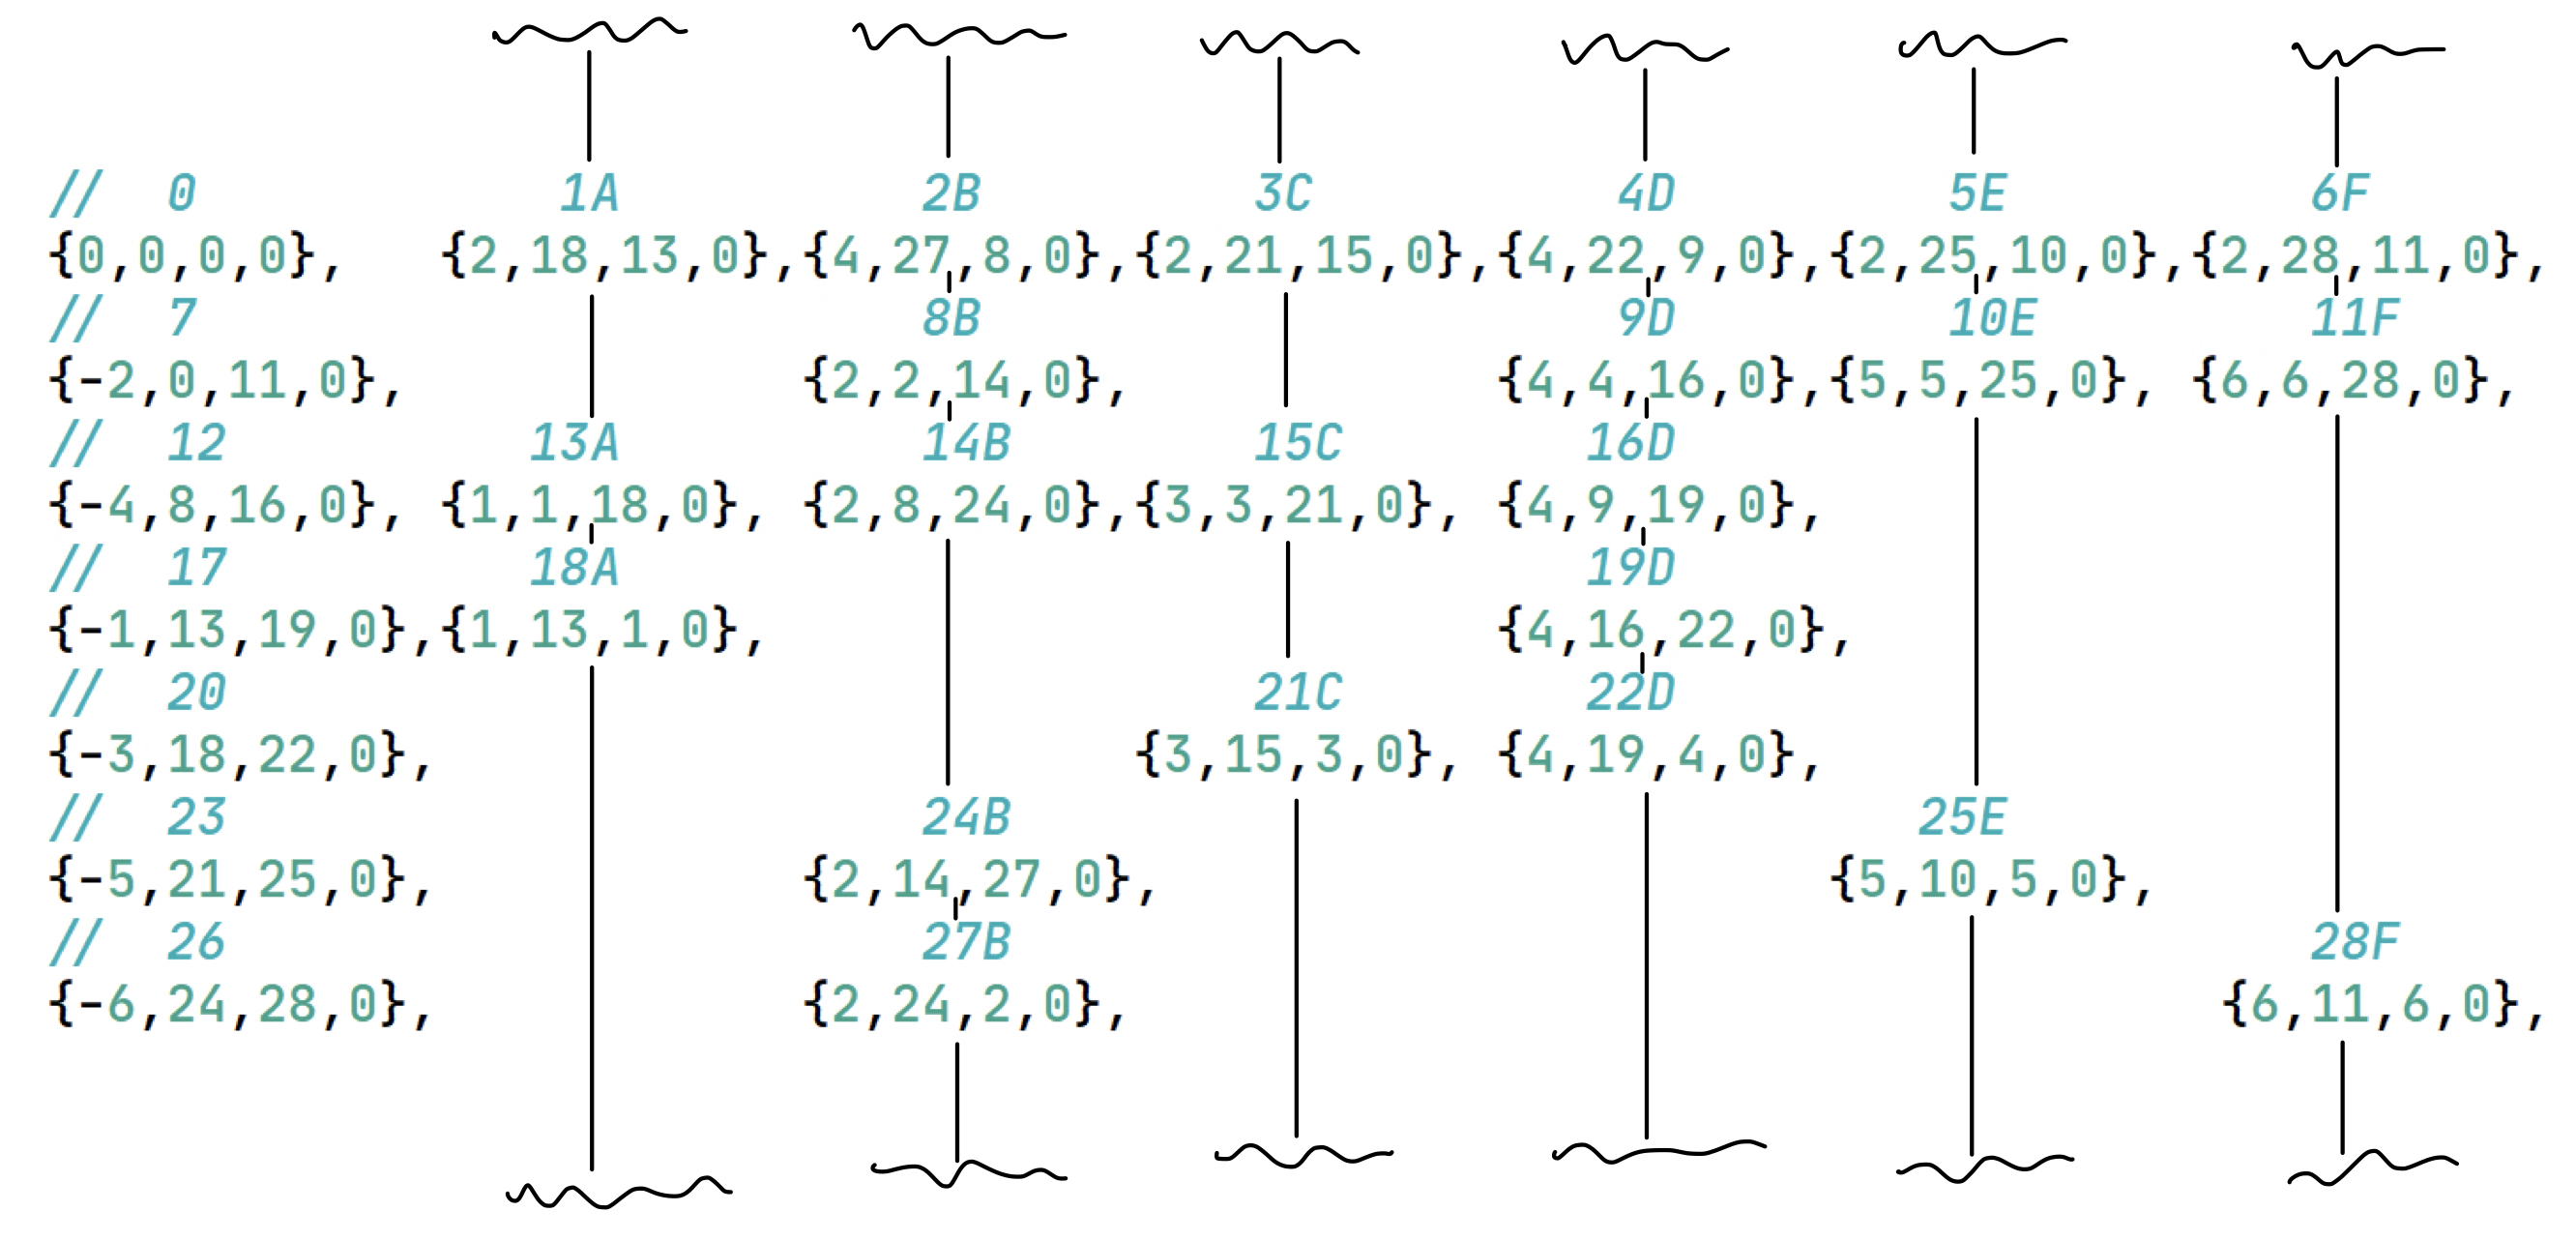 // 0 1A 2B 3C 4D 5E 6F
{0,0,0,0}, {2,18,13,0},{4,27,8,0},{2,21,15,0},{4,22,9,0},{2,25,10,0},{2,28,11,0},
// 7 8B 9D 10E 11F
{-2,0,11,0}, {2,2,14,0}, {4,4,16,0},{5,5,25,0}, {6,6,28,0},
// 12 13A 14B 15C 16D
{-4,8,16,0}, {1,1,18,0}, {2,8,24,0},{3,3,21,0}, {4,9,19,0},
// 17 18A 19D
{-1,13,19,0},{1,13,1,0}, {4,16,22,0},
// 20 21C 22D
{-3,18,22,0}, {3,15,3,0}, {4,19,4,0},
// 23 24B 25E
{-5,21,25,0}, {2,14,27,0}, {5,10,5,0},
// 26 27B 28F
{-6,24,28,0}, {2,24,2,0}, {6,11,6,0},